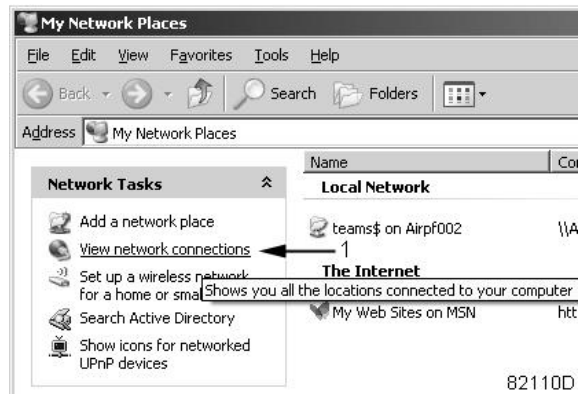 My Network Places
File Edit View Favorites Tools Help
Back Search Folders
Address My Network Places
Network Tasks
Add a network place
View network connections
Set up a wireless network
for a home or sma
Search Active Directory
Show icons for networked
UPnP devices
Name Co
Local Network
teams$ on Airpf002 \\A
1
The Internet
Shows you all the locations connected to your computer
My Web Sites on MSN htt
82110D